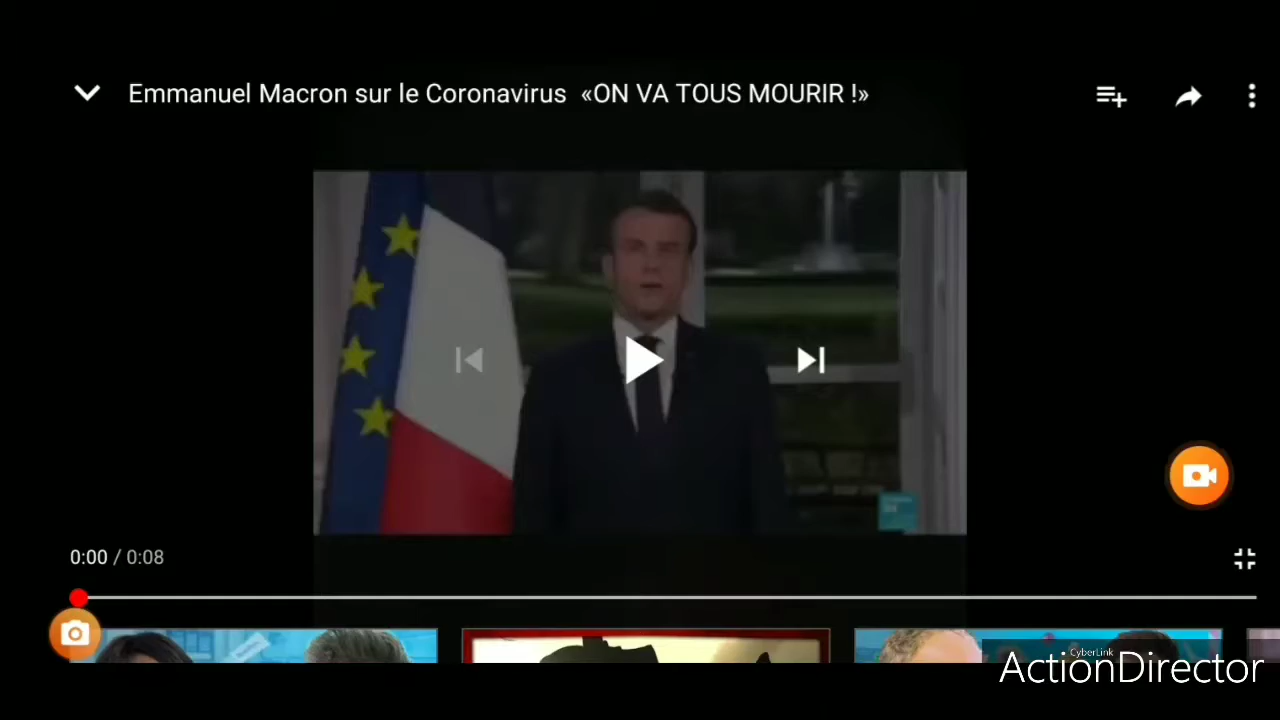 Emmanuel Macron sur le Coronavirus «ON VA TOUS MOURIR !»
0:00 / 0:08
CyberLink
ActionDirector